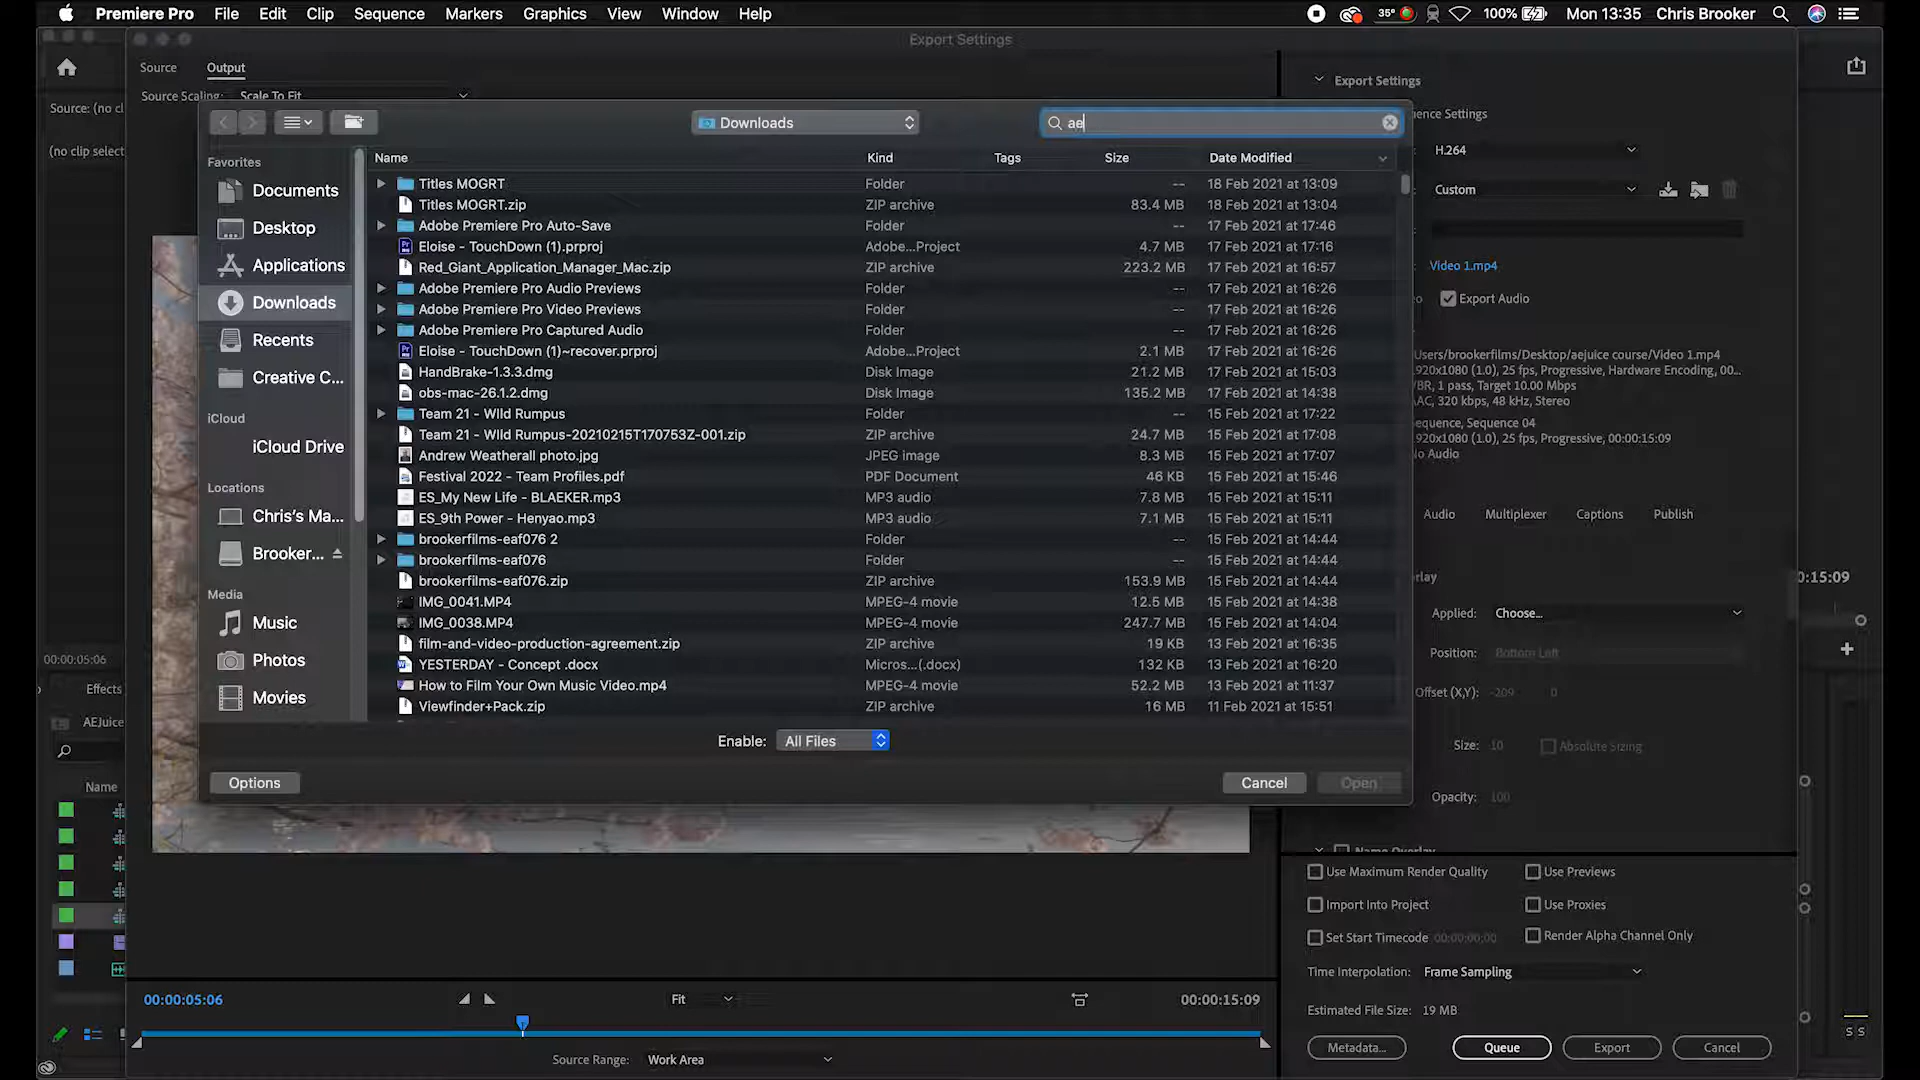 Premiere Pro File Edit Clip Sequence Markers Graphics View Window Help 35° 100% Mon 13:35 Chris Brooker
Export Settings
Source Output
Source Scaling: Scale To Fit
Source: (no cl
(no clip select
Downloads
ae
Favorites
Documents
Desktop
Applications
Downloads
Recents
Creative C...
iCloud
iCloud Drive
Locations
Chris's Ma...
Brooker...
Media
Music
Photos
Movies
Name Kind Tags Size Date Modified
Titles MOGRT Folder -- 18 Feb 2021 at 13:09
Titles MOGRT.zip ZIP archive 83.4 MB 18 Feb 2021 at 13:04
Adobe Premiere Pro Auto-Save Folder -- 17 Feb 2021 at 17:46
Eloise - TouchDown (1).prproj Adobe...Project 4.7 MB 17 Feb 2021 at 17:16
Red_Giant_Application_Manager_Mac.zip ZIP archive 223.2 MB 17 Feb 2021 at 16:57
Adobe Premiere Pro Audio Previews Folder -- 17 Feb 2021 at 16:26
Adobe Premiere Pro Video Previews Folder -- 17 Feb 2021 at 16:26
Adobe Premiere Pro Captured Audio Folder -- 17 Feb 2021 at 16:26
Eloise - TouchDown (1)~recover.prproj Adobe...Project 2.1 MB 17 Feb 2021 at 16:26
HandBrake-1.3.3.dmg Disk Image 21.2 MB 17 Feb 2021 at 15:03
obs-mac-26.1.2.dmg Disk Image 135.2 MB 17 Feb 2021 at 14:38
Team 21 - WIld Rumpus Folder -- 15 Feb 2021 at 17:22
Team 21 - WIld Rumpus-20210215T170753Z-001.zip ZIP archive 24.7 MB 15 Feb 2021 at 17:08
Andrew Weatherall photo.jpg JPEG image 8.3 MB 15 Feb 2021 at 17:07
Festival 2022 - Team Profiles.pdf PDF Document 46 KB 15 Feb 2021 at 15:46
ES_My New Life - BLAEKER.mp3 MP3 audio 7.8 MB 15 Feb 2021 at 15:11
ES_9th Power - Henyao.mp3 MP3 audio 7.1 MB 15 Feb 2021 at 15:11
brookerfilms-eaf076 2 Folder -- 15 Feb 2021 at 14:44
brookerfilms-eaf076 Folder -- 15 Feb 2021 at 14:44
brookerfilms-eaf076.zip ZIP archive 153.9 MB 15 Feb 2021 at 14:44
IMG_0041.MP4 MPEG-4 movie 12.5 MB 15 Feb 2021 at 14:38
IMG_0038.MP4 MPEG-4 movie 247.7 MB 15 Feb 2021 at 14:04
film-and-video-production-agreement.zip ZIP archive 19 KB 13 Feb 2021 at 16:35
YESTERDAY - Concept .docx Micros...(.docx) 132 KB 13 Feb 2021 at 16:20
How to Film Your Own Music Video.mp4 MPEG-4 movie 52.2 MB 13 Feb 2021 at 11:37
Viewfinder+Pack.zip ZIP archive 16 MB 11 Feb 2021 at 15:51
Enable: All Files
Options Cancel Open
Export Settings
ence Settings
H.264
Custom
Video 1.mp4
o Export Audio
Users/brookerfilms/Desktop/aejuice course/Video 1.mp4
920x1080 (1.0), 25 fps, Progressive, Hardware Encoding, 00...
BR, 1 pass, Target 10.00 Mbps
AAC, 320 kbps, 48 kHz, Stereo
equence, Sequence 04
920x1080 (1.0), 25 fps, Progressive, 00:00:15:09
o Audio
Audio Multiplexer Captions Publish
rlay
0:15:09
Applied: Choose...
Position: Bottom Left
Offset (X,Y): -209 0
Size: 10 Absolute Sizing
Opacity: 100
Name Overlay
Use Maximum Render Quality Use Previews
Import Into Project Use Proxies
Set Start Timecode 00:00:00:00 Render Alpha Channel Only
Time Interpolation: Frame Sampling
Estimated File Size: 19 MB
Metadata... Queue Export Cancel
00:00:05:06
Effects
AEJuice
Name
00:00:05:06 Fit 00:00:15:09
Source Range: Work Area
S S